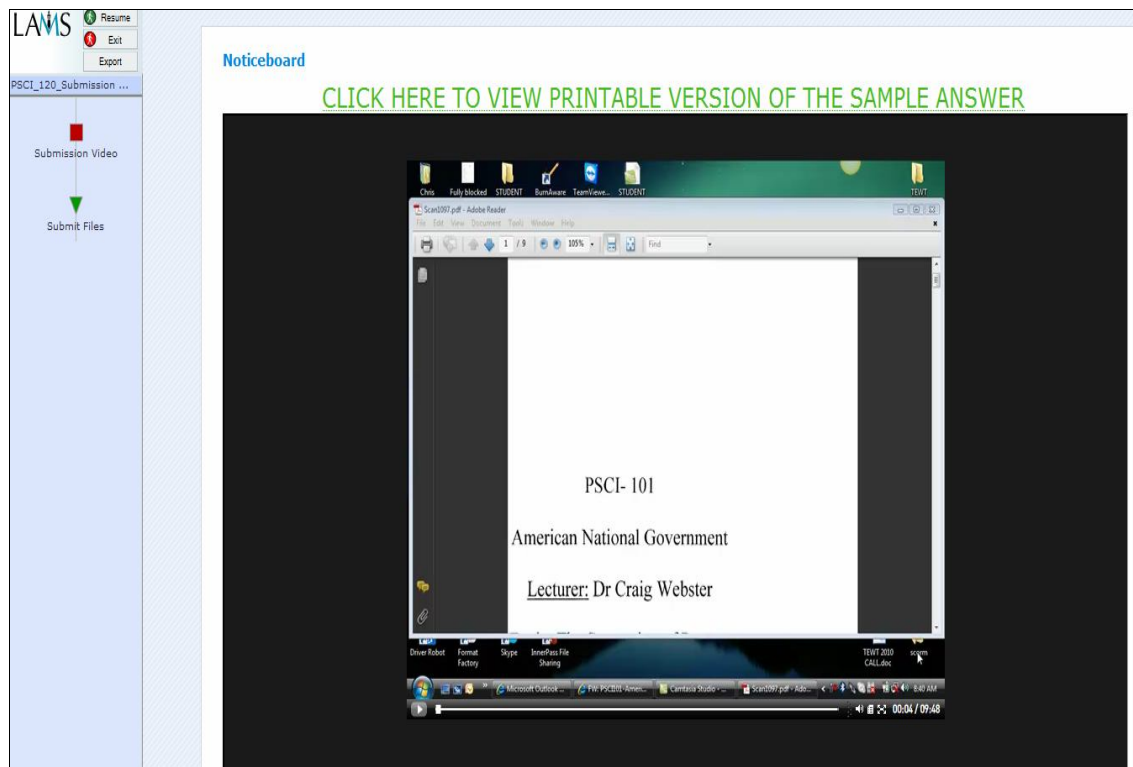 LAMS
Resume
Exit
Export
PSCI_120_Submission ...
Submission Video
Submit Files
Noticeboard
CLICK HERE TO VIEW PRINTABLE VERSION OF THE SAMPLE ANSWER
Chris Fully blocked STUDENT BurnAware TeamViewe... STUDENT TEWT
Scan1097.pdf - Adobe Reader
File Edit View Document Tools Window Help
1 / 9 105% Find
PSCI- 101
American National Government
Lecturer: Dr Craig Webster
Driver Robot Format Factory Skype InnerPass File Sharing TEWT 2010 CALL.doc scorm
Microsoft Outlook ... FW: PSCI101-Amer... Camtasia Studio - ... Scan1097.pdf - Ado... 8:40 AM
00:04 / 09:48